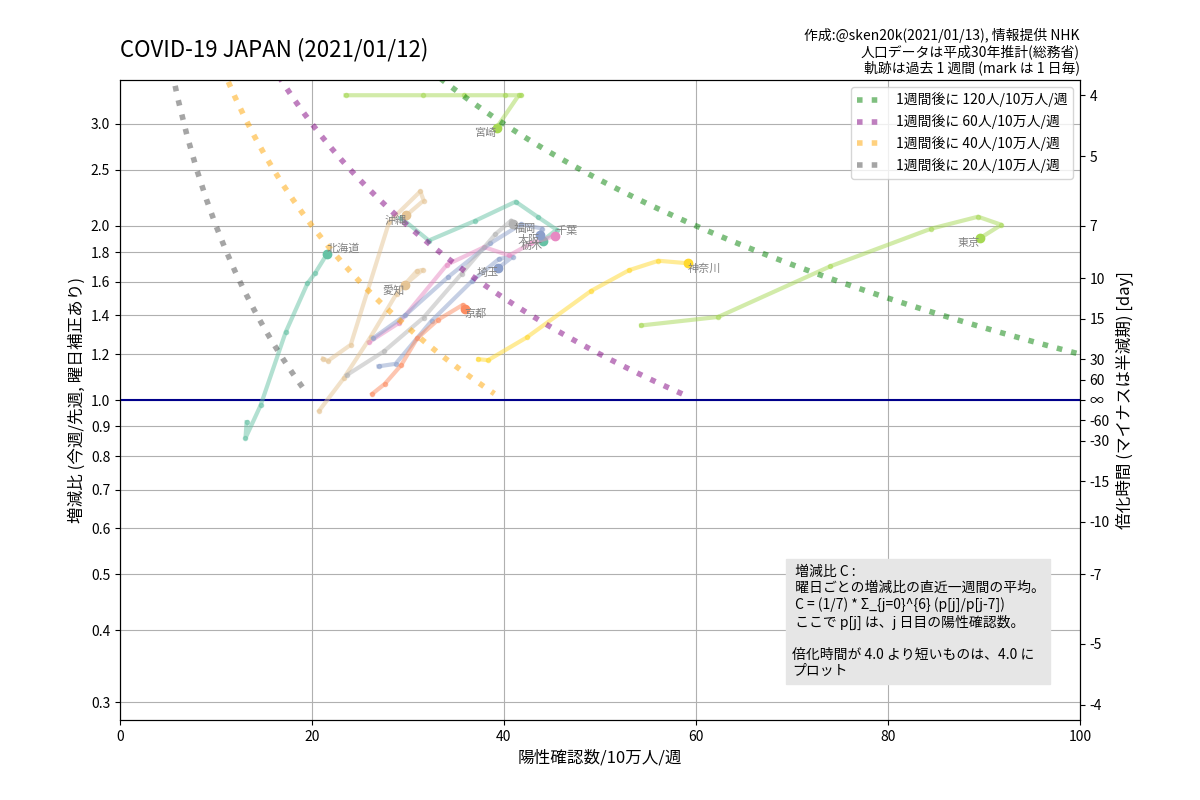 COVID-19 JAPAN (2021/01/12)
作成:@sken20k(2021/01/13), 情報提供 NHK
人口データは平成30年推計(総務省)
軌跡は過去 1 週間 (mark は 1 日毎)
1週間後に 120人/10万人/週
1週間後に 60人/10万人/週
1週間後に 40人/10万人/週
1週間後に 20人/10万人/週
宮崎
沖縄
北海道
福岡
千葉
大阪
栃木
東京
神奈川
埼玉
愛知
京都
3.0
2.5
2.0
1.8
1.6
1.4
1.2
1.0
0.9
0.8
0.7
0.6
0.5
0.4
0.3
増減比 (今週/先週, 曜日補正あり)
4
5
7
10
15
30
60
∞
-60
-30
-15
-10
-7
-5
-4
倍化時間 (マイナスは半減期) [day]
増減比 C :
曜日ごとの増減比の直近一週間の平均。
C = (1/7) * Σ_{j=0}^{6} (p[j]/p[j-7])
ここで p[j] は、j 日目の陽性確認数。
倍化時間が 4.0 より短いものは、4.0 に
プロット
0
20
40
60
80
100
陽性確認数/10万人/週